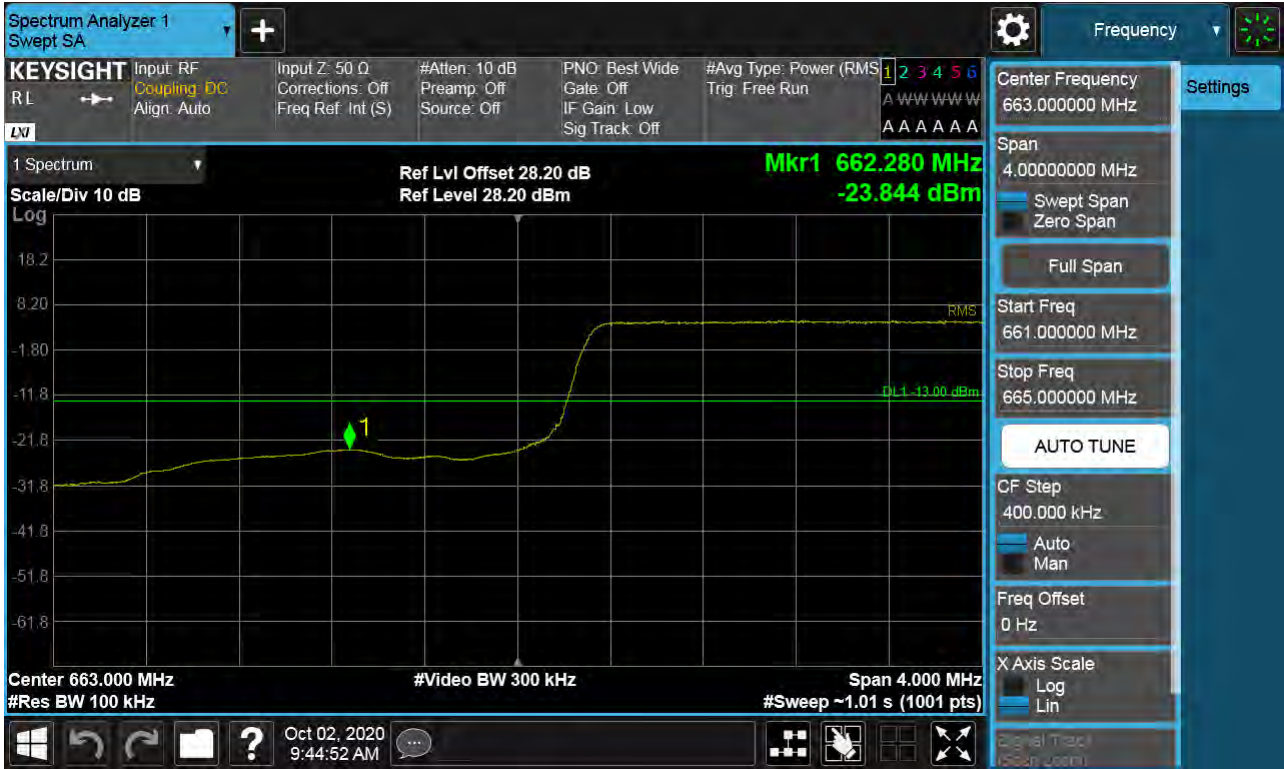 Spectrum Analyzer 1
Swept SA
Frequency
KEYSIGHT
R L
LXI
Input: RF
Coupling: DC
Align: Auto
Input Z: 50 Ω
Corrections: Off
Freq Ref: Int (S)
#Atten: 10 dB
Preamp: Off
Source: Off
PNO: Best Wide
Gate: Off
IF Gain: Low
Sig Track: Off
#Avg Type: Power (RMS
Trig: Free Run
1 2 3 4 5 6
A W W W W W
A A A A A A
1 Spectrum
Scale/Div 10 dB
Log
Ref Lvl Offset 28.20 dB
Ref Level 28.20 dBm
Mkr1 662.280 MHz
-23.844 dBm
18.2
8.20
-1.80
-11.8
-21.8
-31.8
-41.8
-51.8
-61.8
RMS
DL1 -13.00 dBm
1
Center 663.000 MHz
#Res BW 100 kHz
#Video BW 300 kHz
Span 4.000 MHz
#Sweep ~1.01 s (1001 pts)
Center Frequency
663.000000 MHz
Settings
Span
4.00000000 MHz
Swept Span
Zero Span
Full Span
Start Freq
661.000000 MHz
Stop Freq
665.000000 MHz
AUTO TUNE
CF Step
400.000 kHz
Auto
Man
Freq Offset
0 Hz
X Axis Scale
Log
Lin
Signal Track
(Span Zoom)
?
Oct 02, 2020
9:44:52 AM